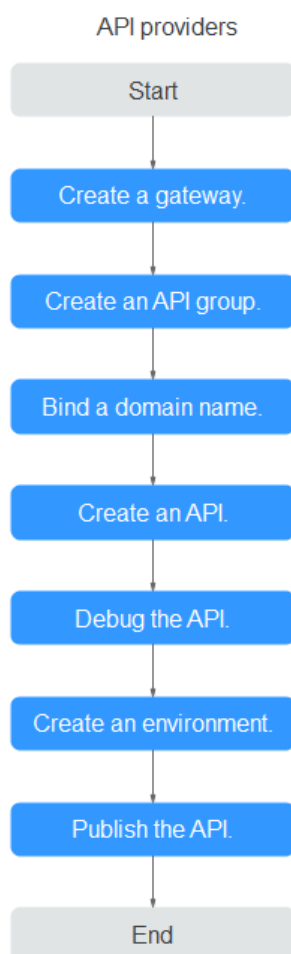 API providers
Start
Create a gateway.
Create an API group.
Bind a domain name.
Create an API.
Debug the API.
Create an environment.
Publish the API.
End